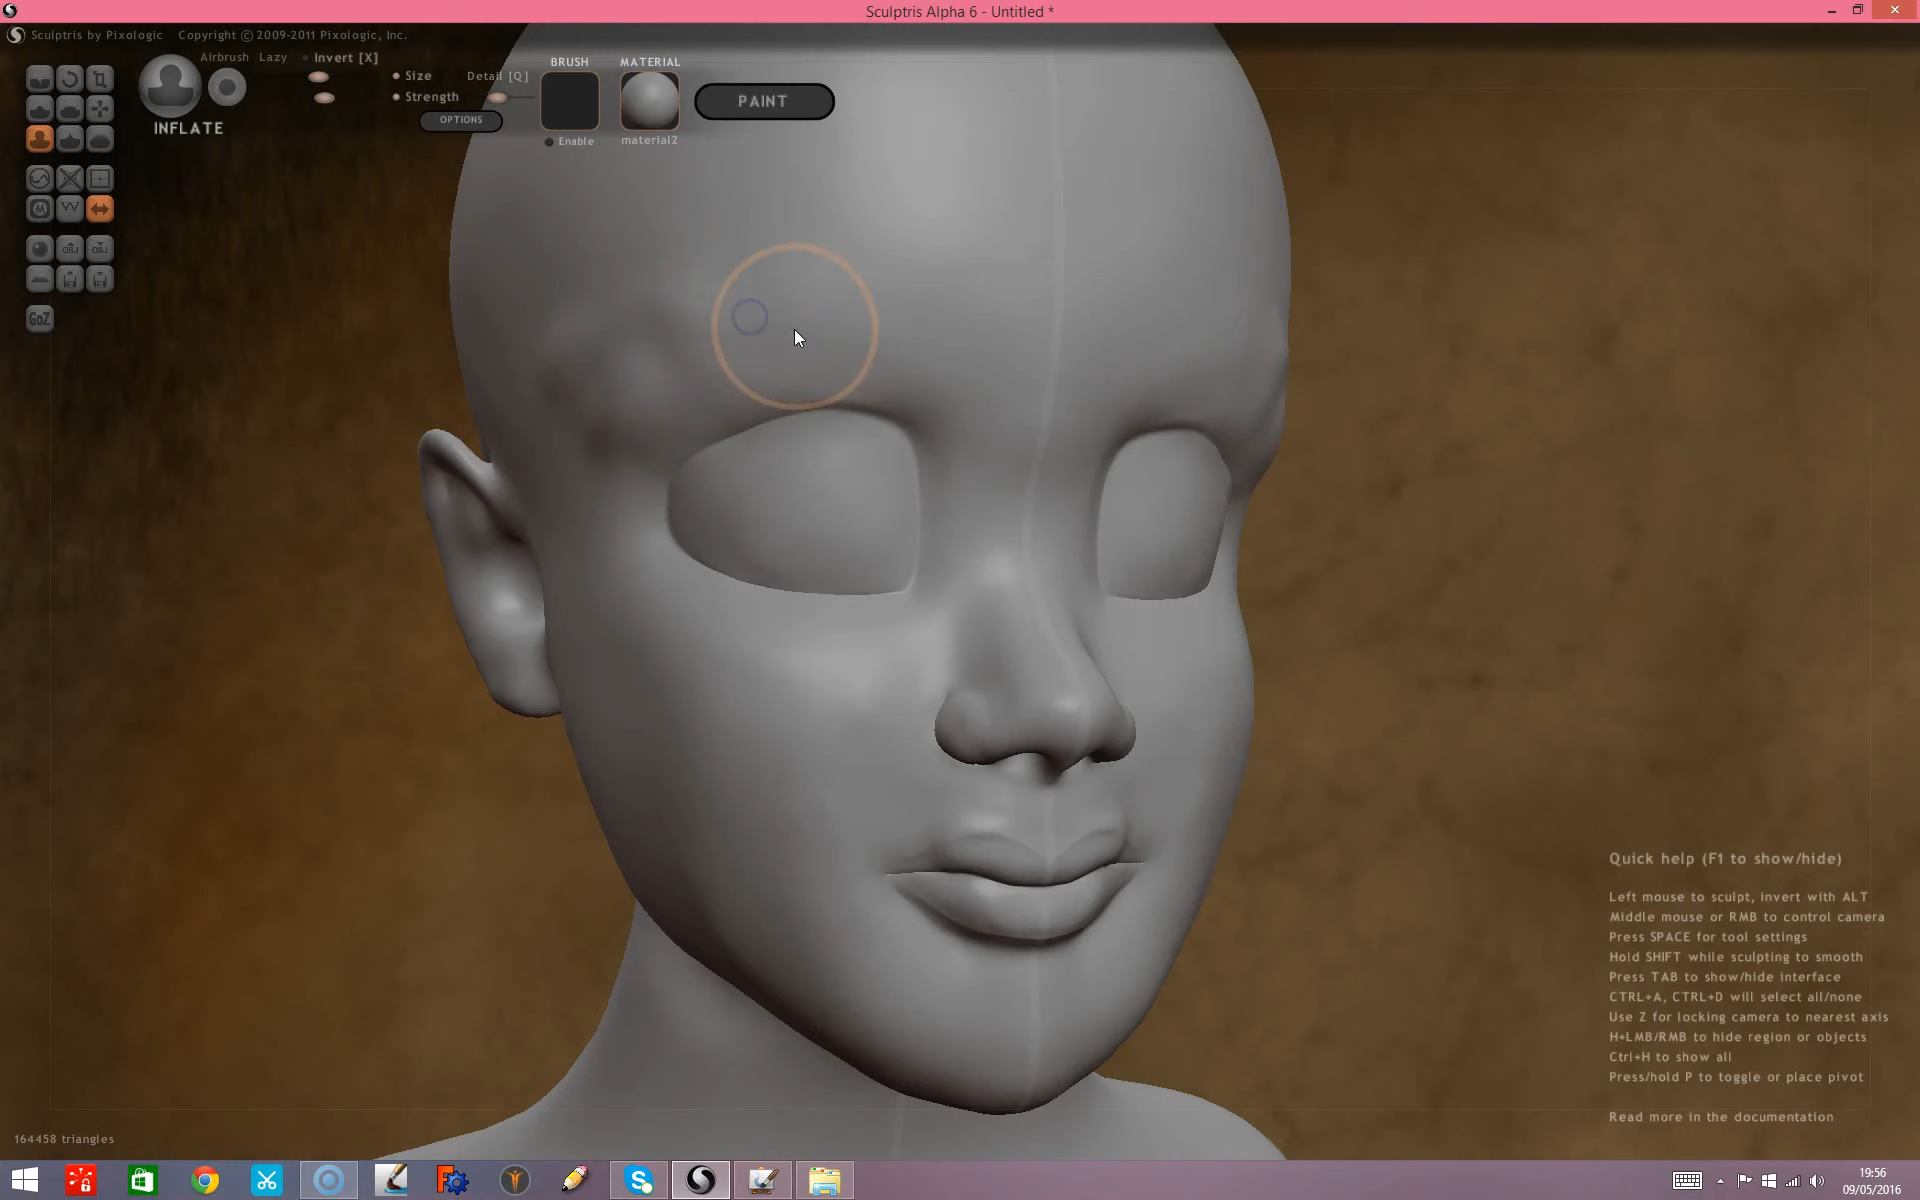 Sculptris Alpha 6 - Untitled *
Sculptris by Pixologic Copyright © 2009-2011 Pixologic, Inc.
Airbrush Lazy Invert [X]
BRUSH MATERIAL
Size Detail [Q]
Strength
PAINT
OPTIONS
INFLATE
Enable material2
OBJ OBJ
GoZ
Quick help (F1 to show/hide)
Left mouse to sculpt, invert with ALT
Middle mouse or RMB to control camera
Press SPACE for tool settings
Hold SHIFT while sculpting to smooth
Press TAB to show/hide interface
CTRL+A, CTRL+D will select all/none
Use Z for locking camera to nearest axis
H+LMB/RMB to hide region or objects
Ctrl+H to show all
Press/hold P to toggle or place pivot
Read more in the documentation
164458 triangles
19:56
09/05/2016